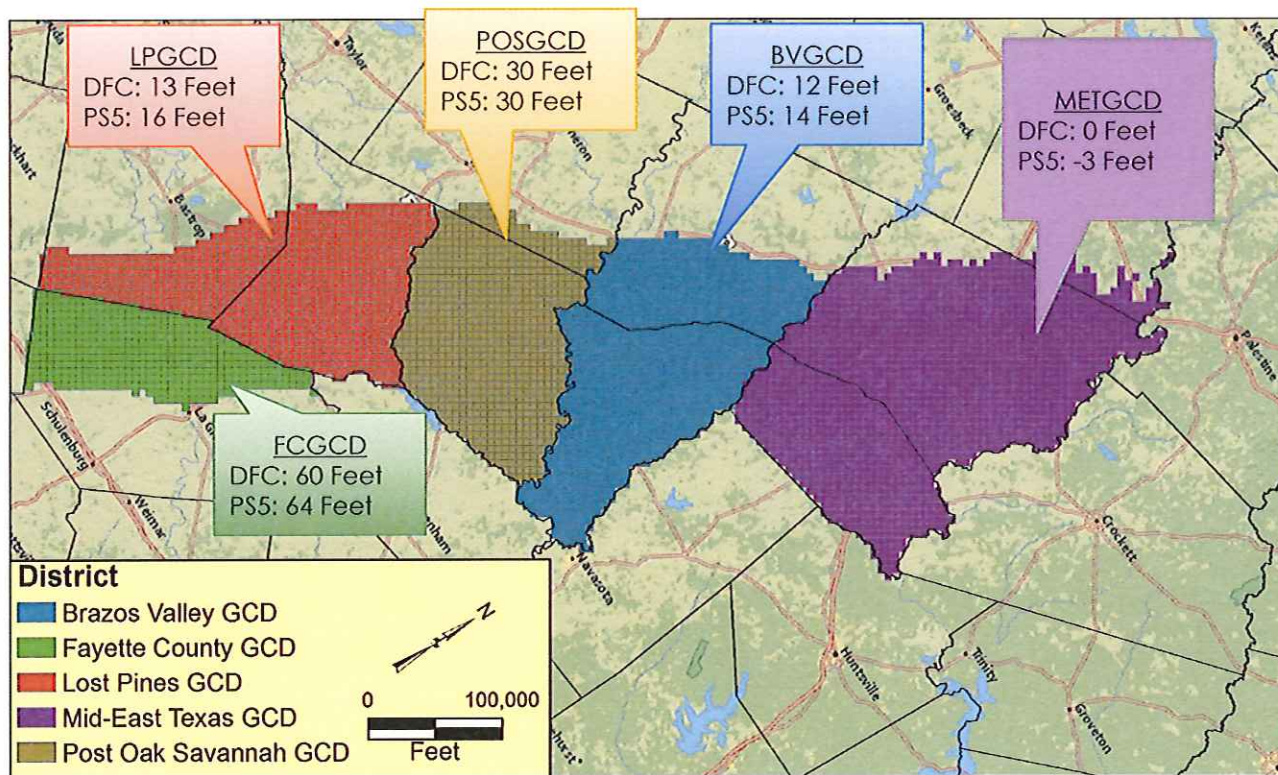 LPGCD
DFC: 13 Feet
PS5: 16 Feet
POSGCD
DFC: 30 Feet
PS5: 30 Feet
BVGCD
DFC: 12 Feet
PS5: 14 Feet
METGCD
DFC: 0 Feet
PS5: -3 Feet
FCGCD
DFC: 60 Feet
PS5: 64 Feet
Taylor
Groesbeck
Bastrop
Palestine
Schulenburg
La G
Weimar
Navasota
Crockett
Huntsville
Trinity
Groveton
District
Brazos Valley GCD
Fayette County GCD
Lost Pines GCD
Mid-East Texas GCD
Post Oak Savannah GCD
N
0 100,000
Feet